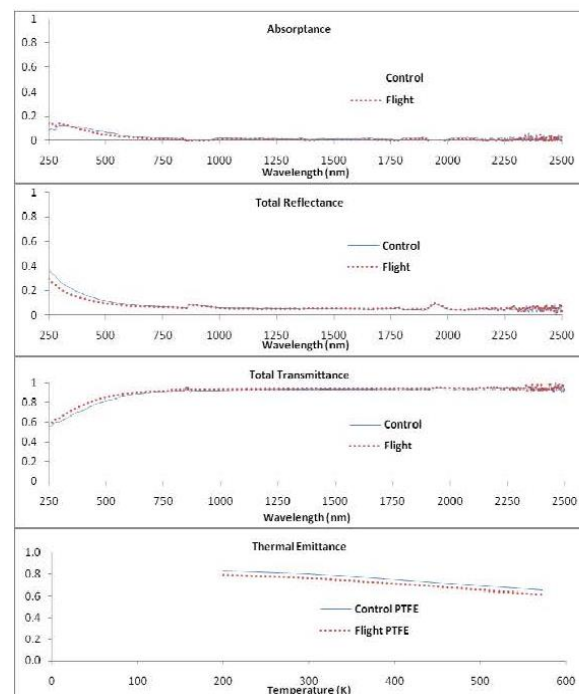 Absorptance
1
0.8
0.6
0.4
0.2
0
Control
Flight
250 500 750 1000 1250 1500 1750 2000 2250 2500
Wavelength (nm)
Total Reflectance
1
0.8
0.6
0.4
0.2
0
Control
Flight
250 500 750 1000 1250 1500 1750 2000 2250 2500
Wavelength (nm)
Total Transmittance
1
0.8
0.6
0.4
0.2
0
Control
Flight
250 500 750 1000 1250 1500 1750 2000 2250 2500
Wavelength (nm)
Thermal Emittance
1.0
0.8
0.6
0.4
0.2
0.0
Control PTFE
Flight PTFE
0 100 200 300 400 500 600
Temperature (K)